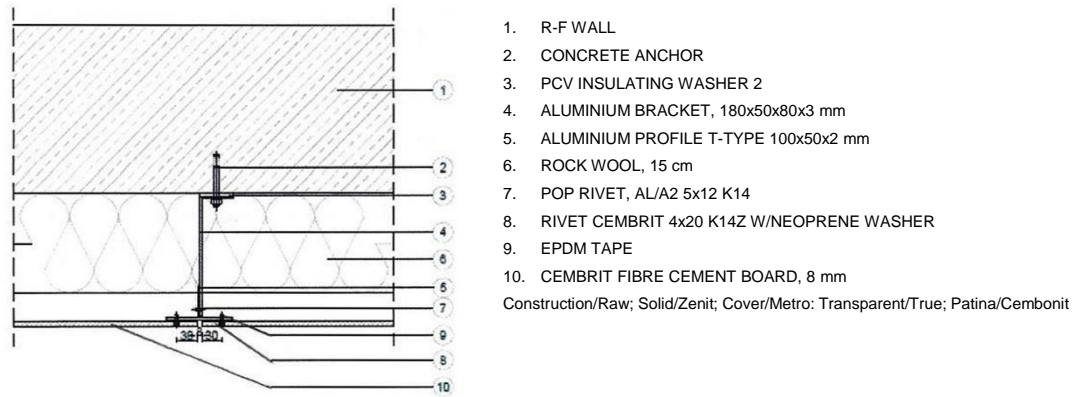 1
2
3
4
6
5
7
9
8
10
1. R-F WALL
2. CONCRETE ANCHOR
3. PCV INSULATING WASHER 2
4. ALUMINIUM BRACKET, 180x50x80x3 mm
5. ALUMINIUM PROFILE T-TYPE 100x50x2 mm
6. ROCK WOOL, 15 cm
7. POP RIVET, AL/A2 5x12 K14
8. RIVET CEMBRIT 4x20 K14Z W/NEOPRENE WASHER
9. EPDM TAPE
10. CEMBRIT FIBRE CEMENT BOARD, 8 mm
Construction/Raw; Solid/Zenit; Cover/Metro: Transparent/True; Patina/Cembonit